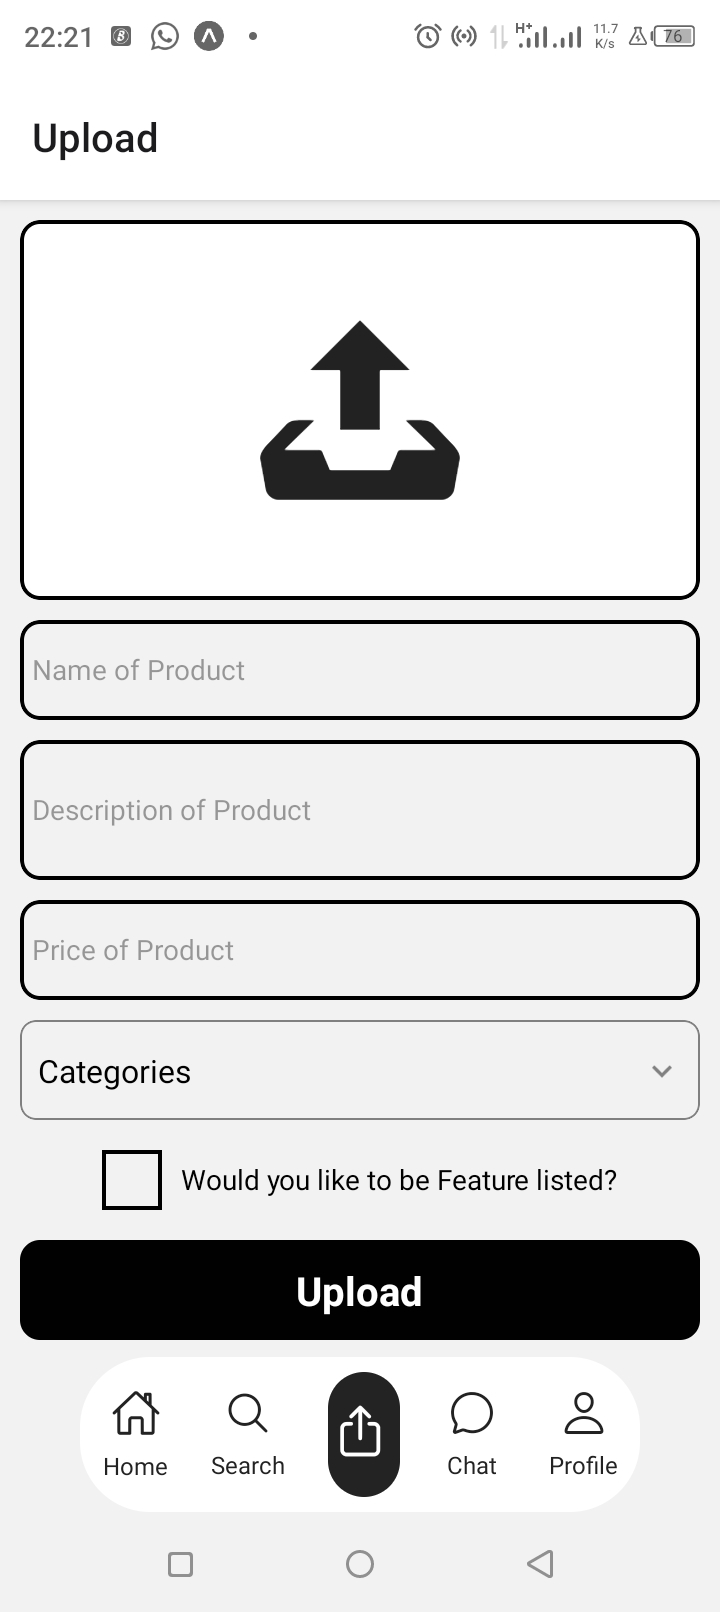 22:21
H+
11.7
K/s
76
Upload
Name of Product
Description of Product
Price of Product
Categories
Would you like to be Feature listed?
Upload
Home Search Chat Profile